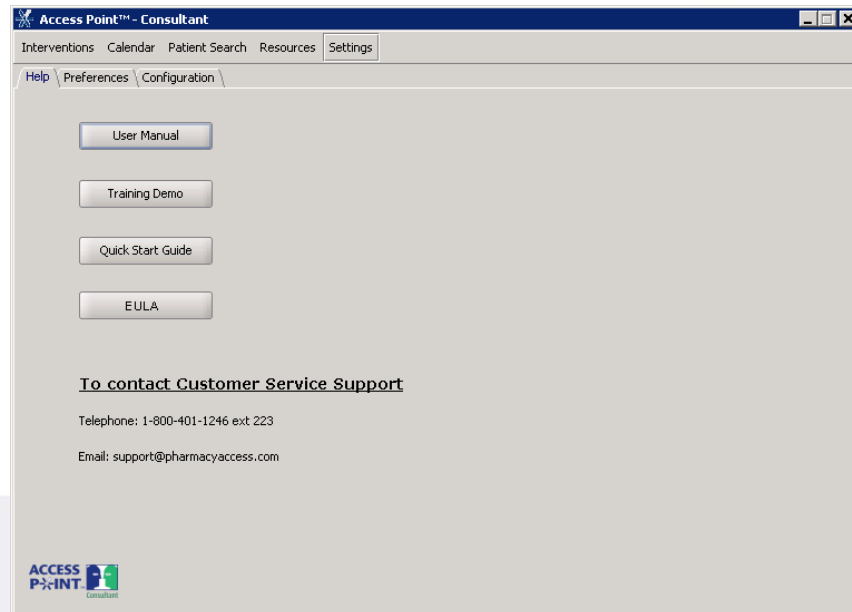 Access Point™ - Consultant
Interventions Calendar Patient Search Resources Settings
Help Preferences Configuration
User Manual
Training Demo
Quick Start Guide
EULA
To contact Customer Service Support
Telephone: 1-800-401-1246 ext 223
Email: support@pharmacyaccess.com
ACCESS
POINT
Consultant